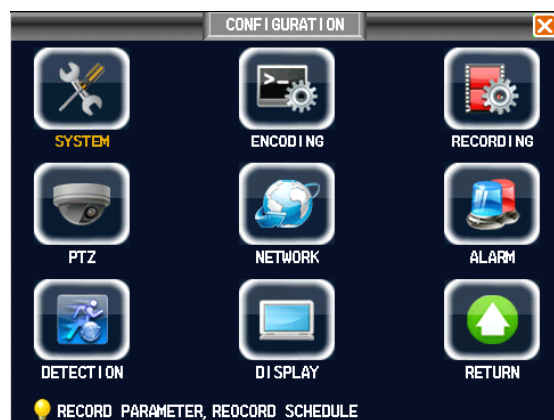 CONFIGURATION
SYSTEM
ENCODING
RECORDING
PTZ
NETWORK
ALARM
DETECTION
DISPLAY
RETURN
RECORD PARAMETER, REOCORD SCHEDULE